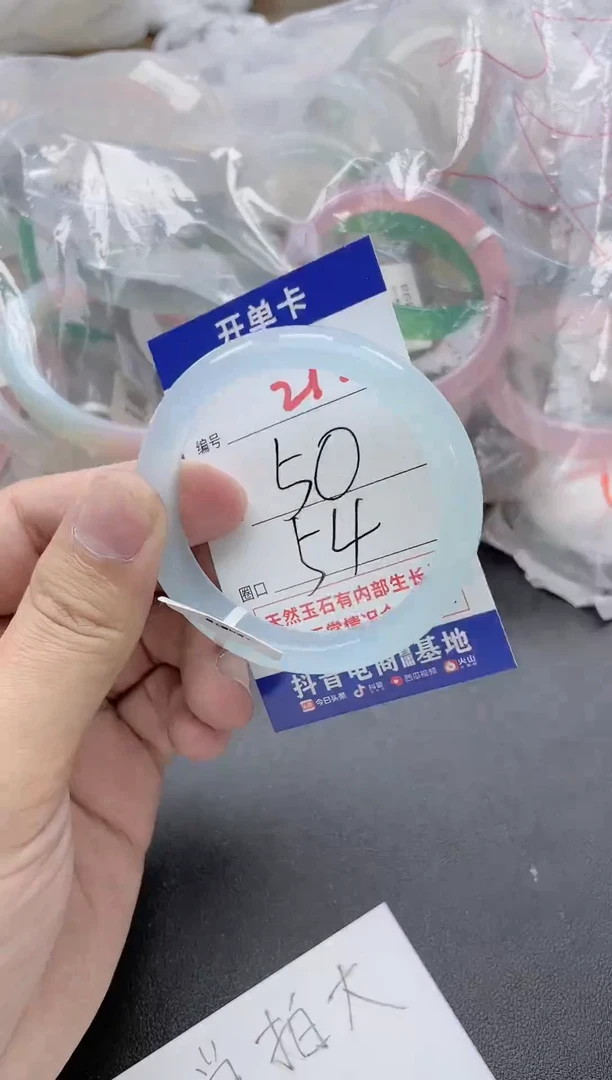 开单卡
编号 21.
50
54
圈口
天然玉石有内部生长
抖音电商 基地
今日头条 抖音 西瓜视频 火山
拍大